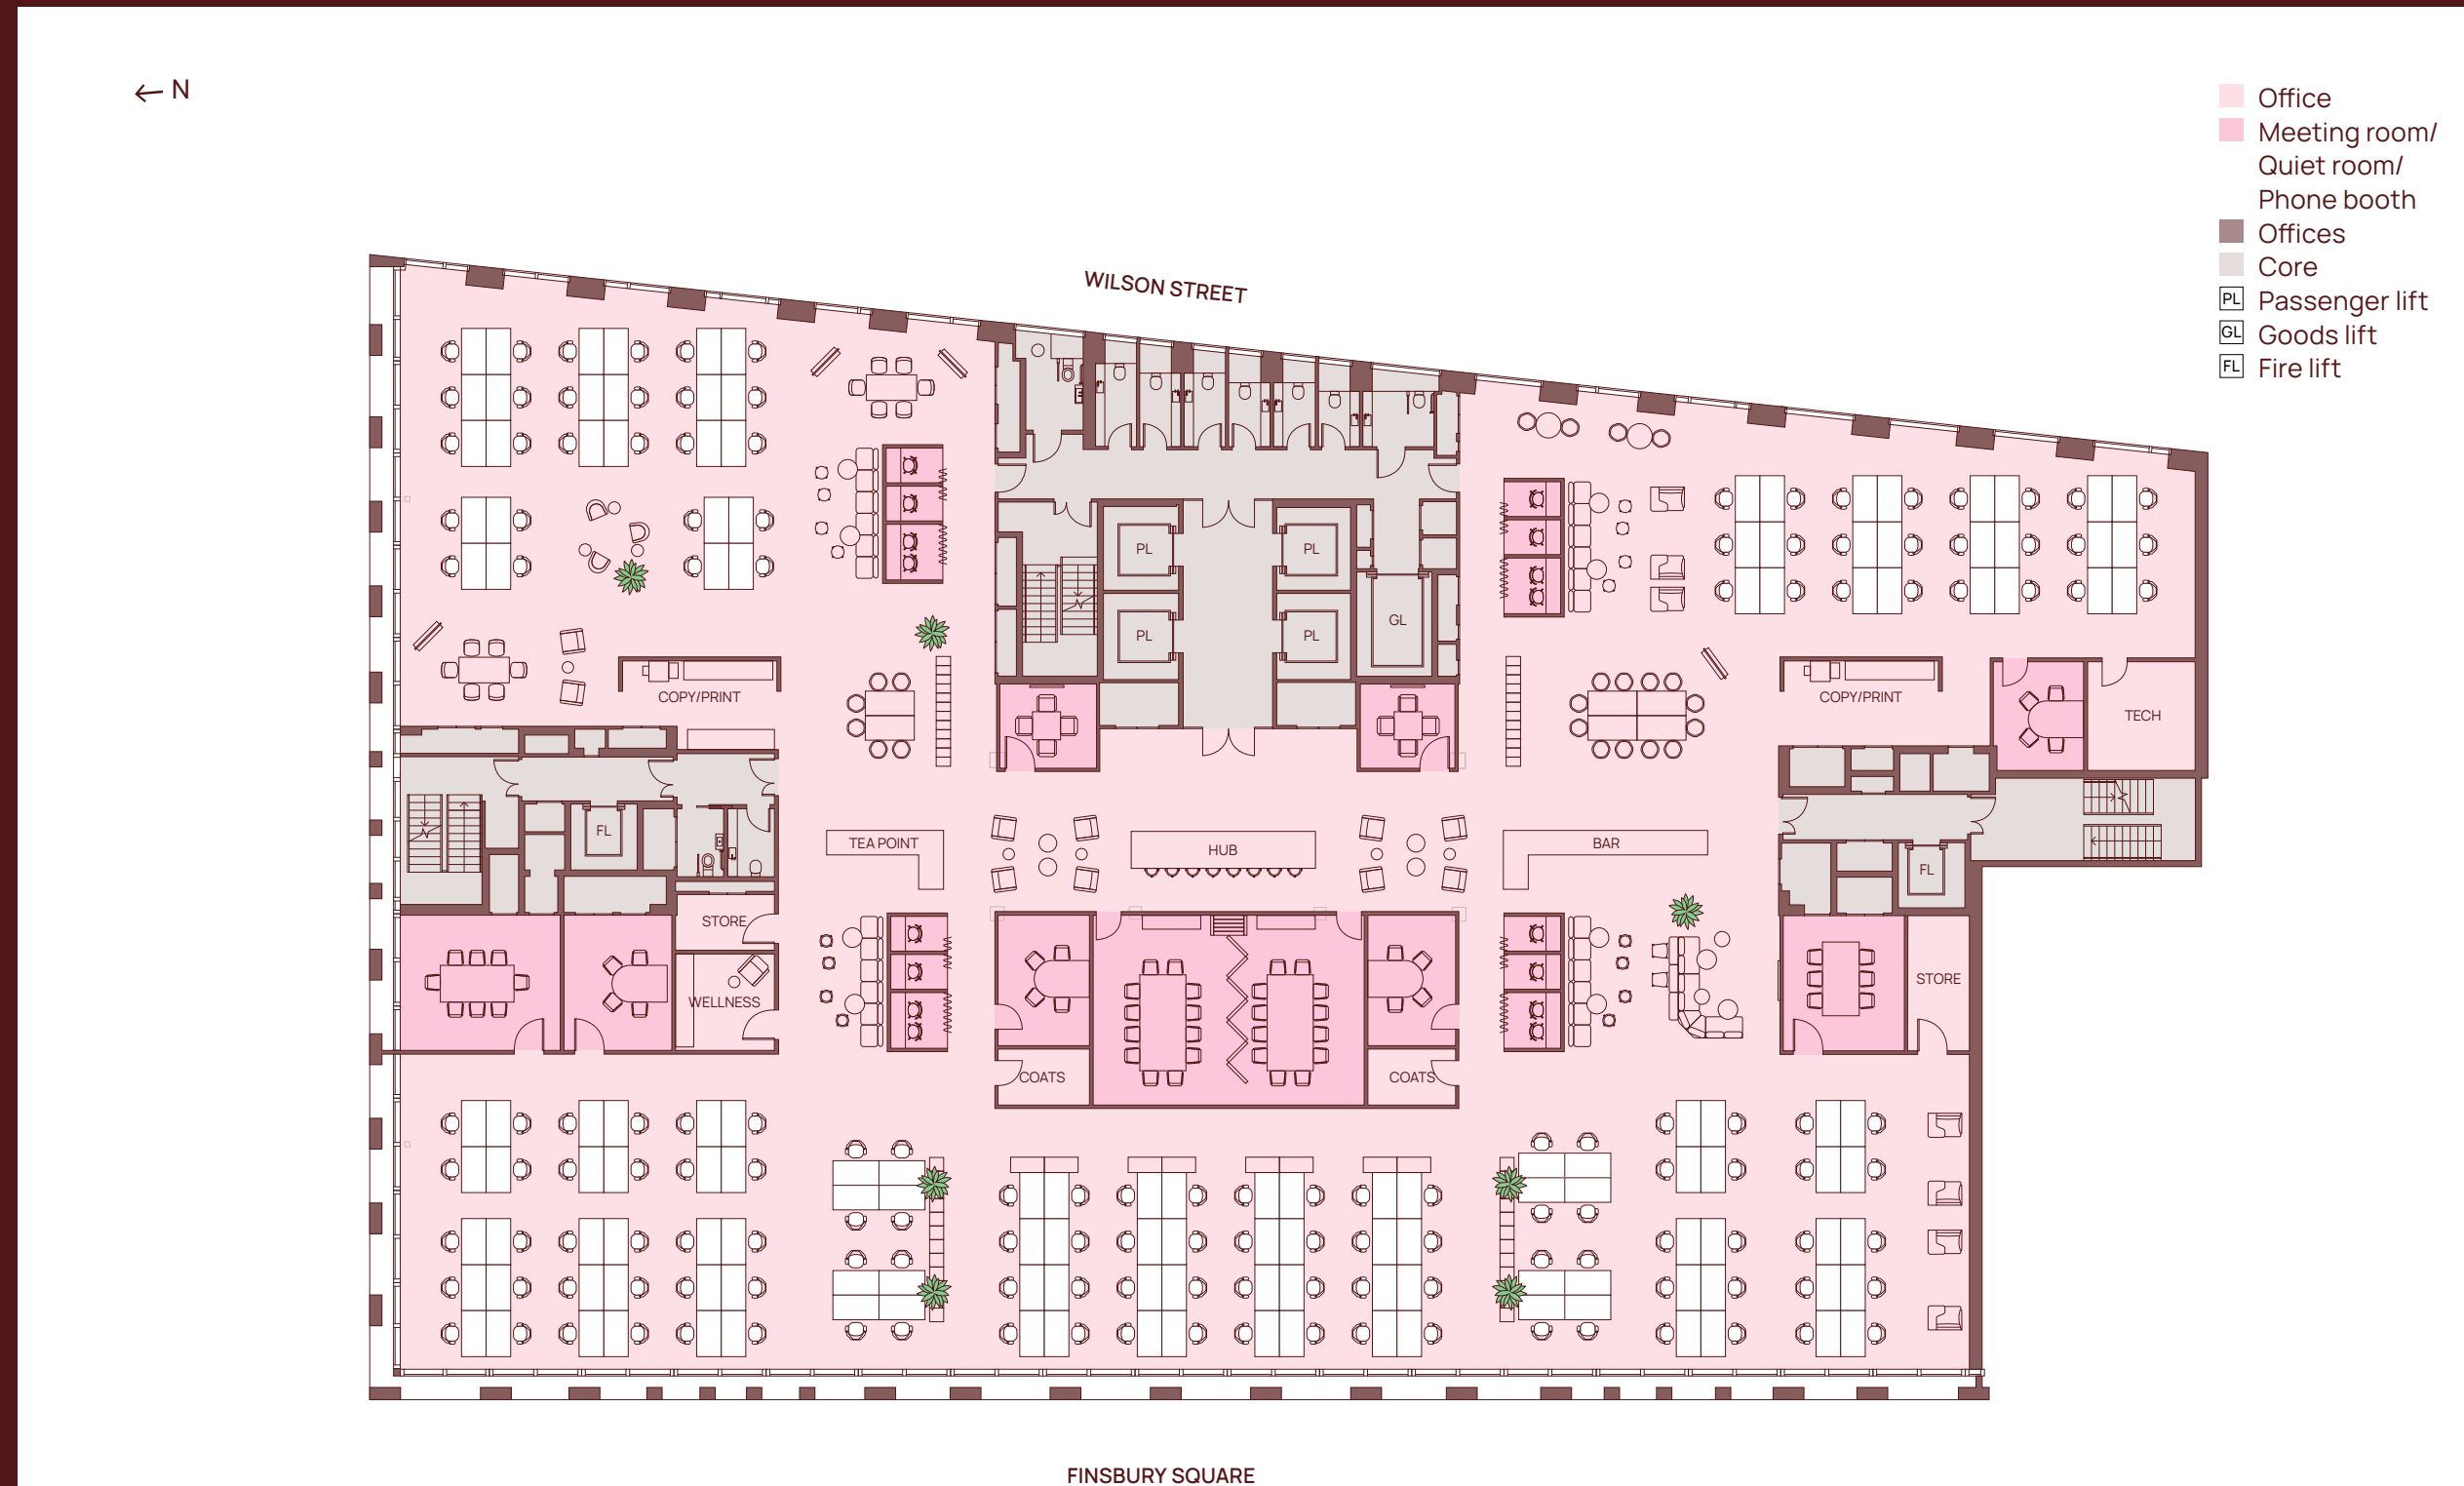 ← N
Office
Meeting room/
Quiet room/
Phone booth
Offices
Core
PL Passenger lift
GL Goods lift
FL Fire lift
WILSON STREET
PL
PL
PL
PL
GL
COPY/PRINT
COPY/PRINT
TECH
FL
TEA POINT
HUB
BAR
FL
STORE
WELLNESS
STORE
COATS
COATS
FINSBURY SQUARE